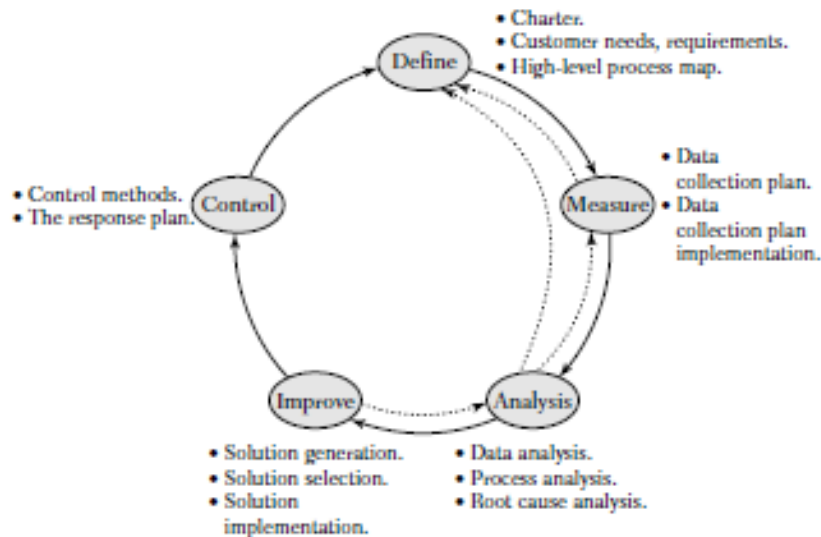 Define
• Charter.
• Customer needs, requirements.
• High-level process map.
Measure
• Data
collection plan.
• Data
collection plan
implementation.
Analysis
• Data analysis.
• Process analysis.
• Root cause analysis.
Improve
• Solution generation.
• Solution selection.
• Solution
implementation.
Control
• Control methods.
• The response plan.